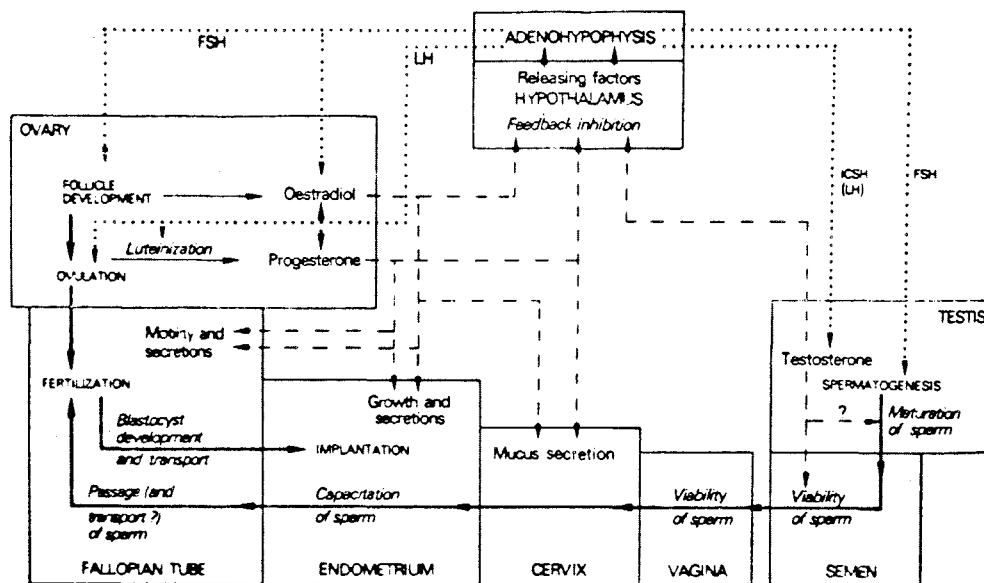 FSH
ADENOHYPOPHYSIS
LH
Releasing factors
HYPOTHALAMUS
Feedback inhibition
OVARY
FOLLICLE
DEVELOPMENT
Oestradiol
ICSH
(LH)
FSH
Luteinization
Progesterone
OVULATION
TESTIS
Motility and
secretions
Testosterone
FERTILIZATION
SPERMATOGENESIS
Growth and
secretions
?
Maturation
of sperm
Blastocyst
development
and transport
IMPLANTATION
Mucus secretion
Passage (and
transport ?)
of sperm
Capacitation
of sperm
Viability
of sperm
Viability
of sperm
FALLOPIAN TUBE
ENDOMETRIUM
CERVIX
VAGINA
SEMEN